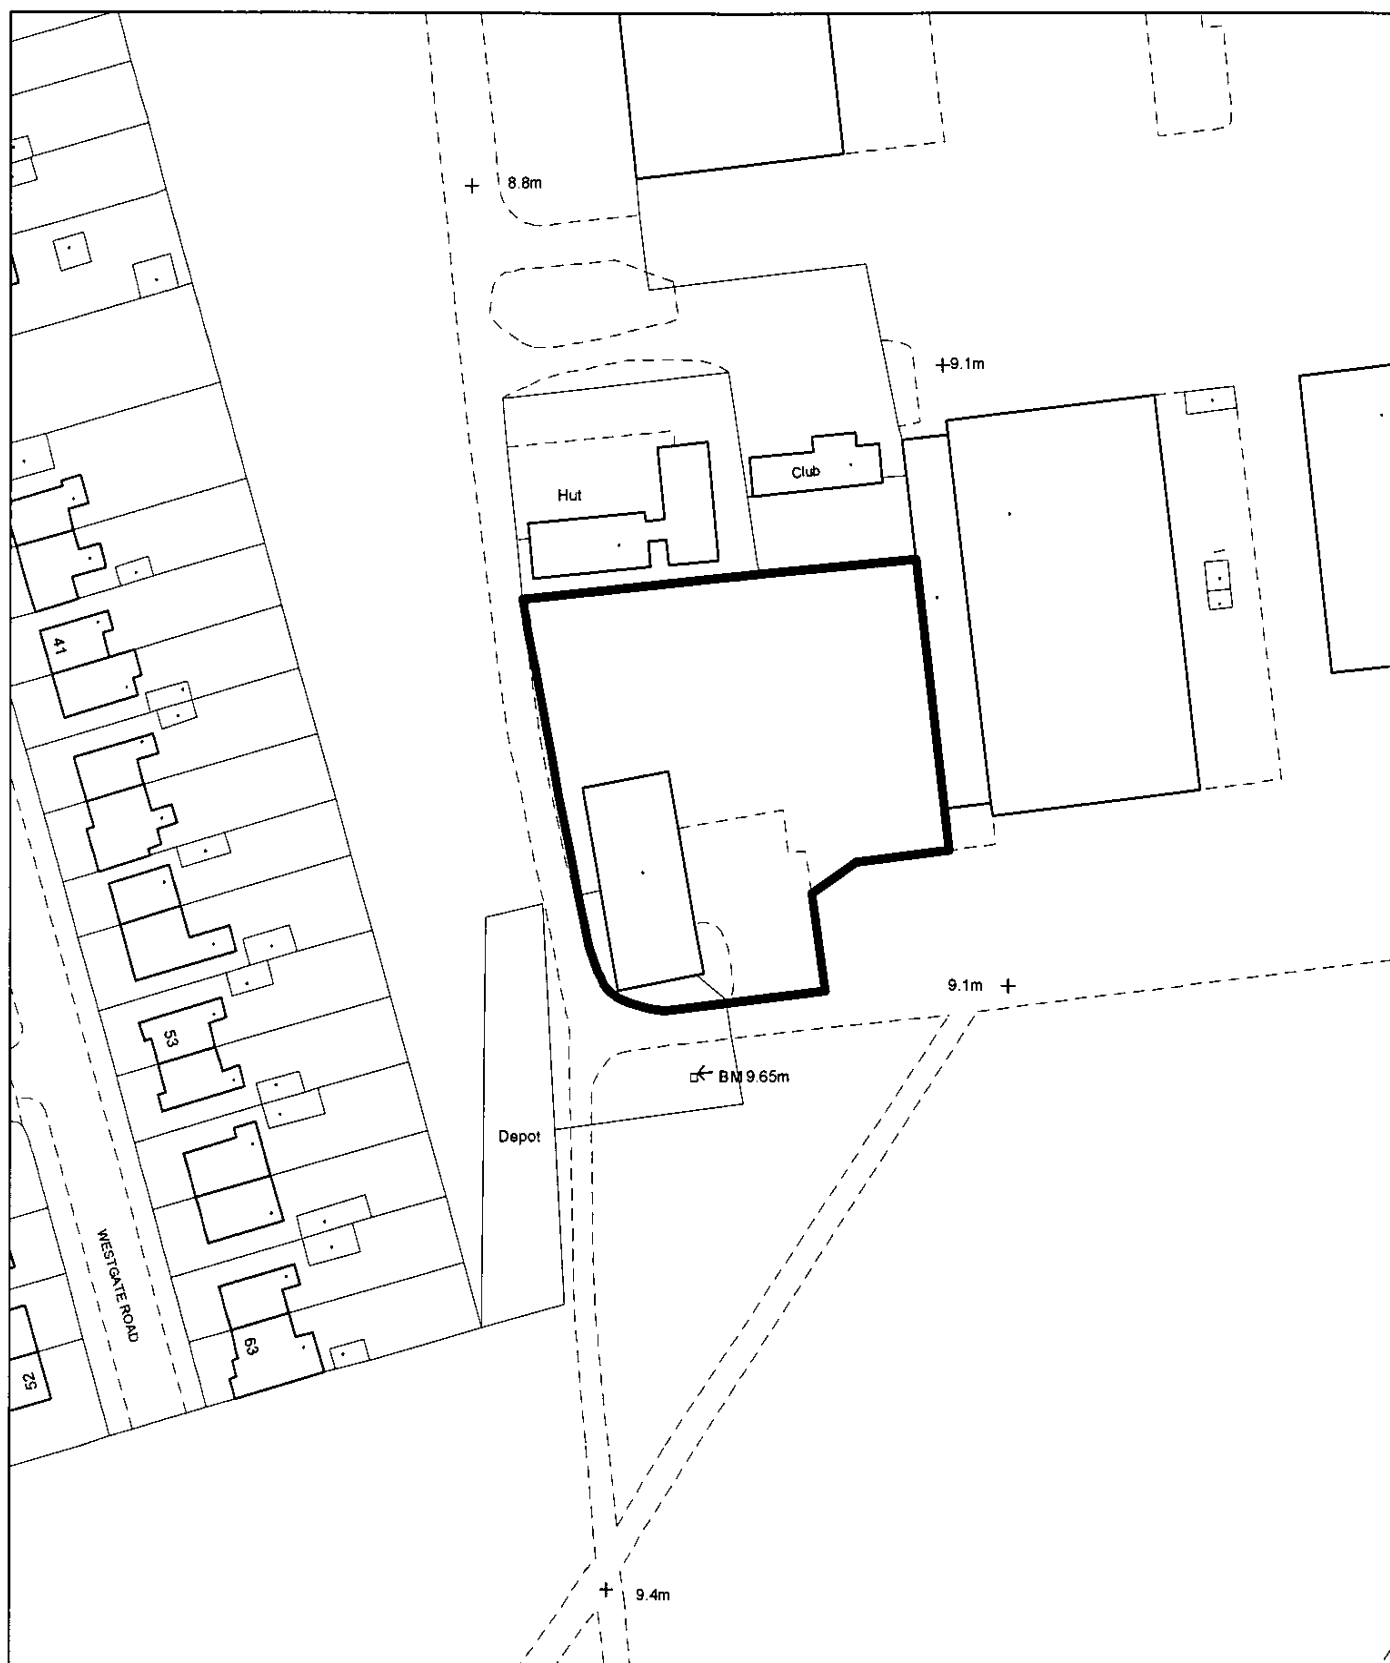 8.8m
9.1m
Club
Hut
41
53
9.1m
BM 9.65m
Depot
WESTGATE ROAD
63
52
9.4m